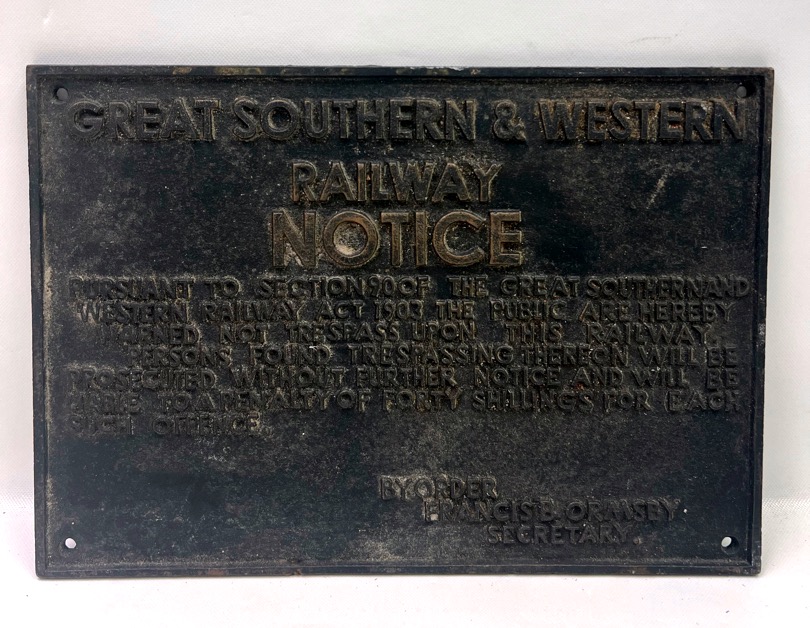 GREAT SOUTHERN & WESTERN
RAILWAY
NOTICE
PURSUANT TO SECTION 90 OF THE GREAT SOUTHERN AND
WESTERN RAILWAY ACT 1903 THE PUBLIC ARE HEREBY
WARNED NOT TRESPASS UPON THIS RAILWAY.
PERSONS FOUND TRESPASSING THEREON WILL BE
PROSECUTED WITHOUT FURTHER NOTICE AND WILL BE
LIABLE TO A PENALTY OF FORTY SHILLINGS FOR EACH
SUCH OFFENCE
BY ORDER
FRANCIS B. ORMSBY
SECRETARY.